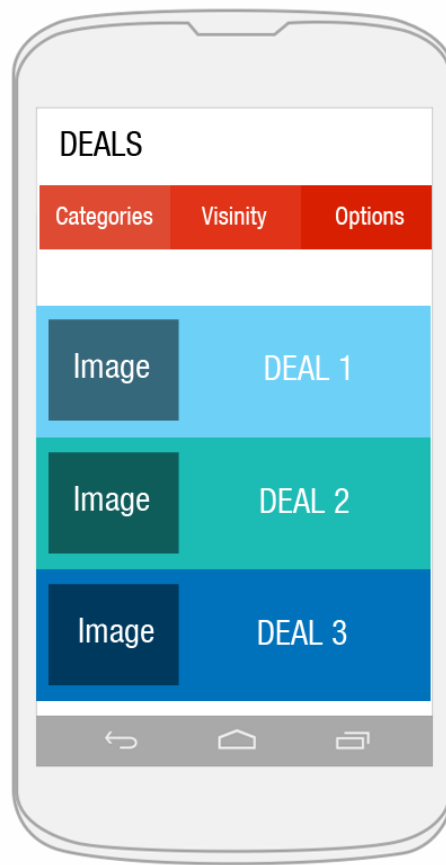 DEALS
Categories Visinity Options
Image DEAL 1
Image DEAL 2
Image DEAL 3